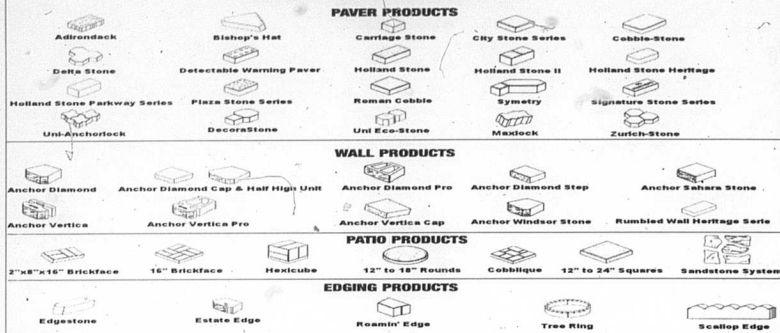 PAVER PRODUCTS
Adirondack Bishop's Hat Carriage Stone City Stone Series Cobble-Stone
Delta Stone Detectable Warning Paver Holland Stone Holland Stone II Holland Stone Heritage
Holland Stone Parkway Series Plaza Stone Series Roman Cobble Symetry Signature Stone Series
Uni-Anchorlock DecoraStone Uni Eco-Stone Maxlock Zurich-Stone
WALL PRODUCTS
Anchor Diamond Anchor Diamond Cap & Half High Unit Anchor Diamond Pro Anchor Diamond Step Anchor Sahara Stone
Anchor Vertica Anchor Vertica Pro Anchor Vertica Cap Anchor Windsor Stone Rumbled Wall Heritage Serie
PATIO PRODUCTS
2"x8"x16" Brickface 16" Brickface Hexicube 12" to 18" Rounds Cobblique 12" to 24" Squares Sandstone System
EDGING PRODUCTS
Edgestone Estate Edge Roamin' Edge Tree Ring Scallop Edge